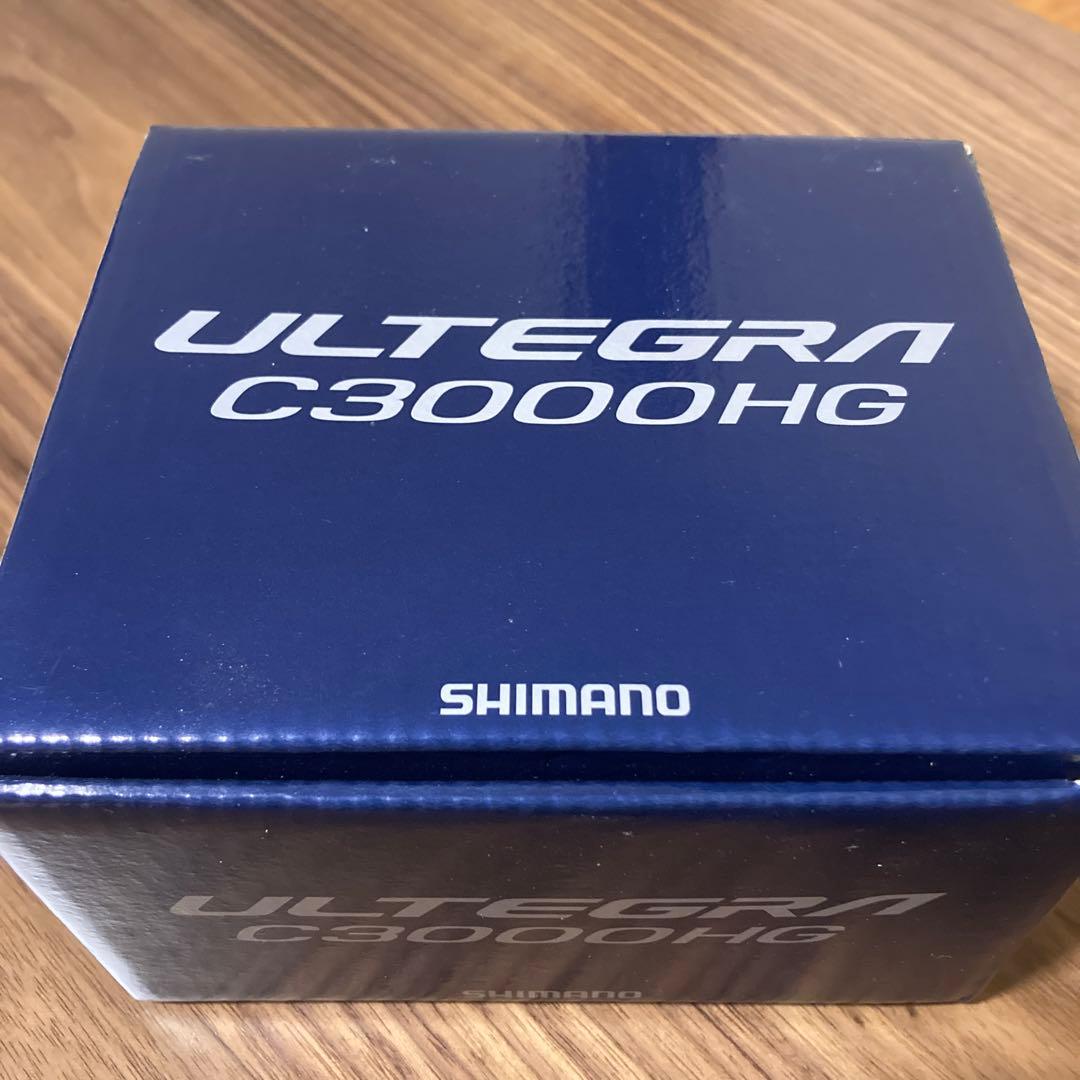 ULTEGRA
C3000HG
SHIMANO
ULTEGRA
C3000HG
SHIMANO